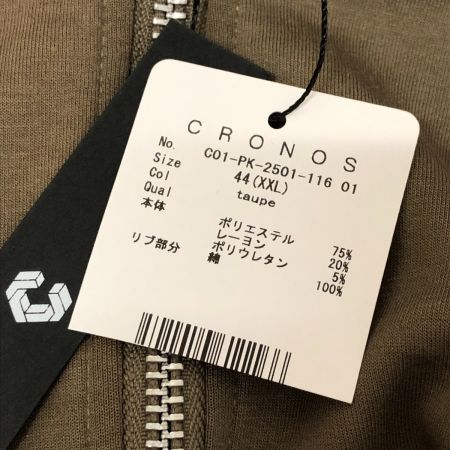 CRONOS
No. C01-PK-2501-116 01
Size 44(XXL)
Col taupe
Qual
本体 ポリエステル 75%
レーヨン 20%
ポリウレタン 5%
リブ部分 綿 100%